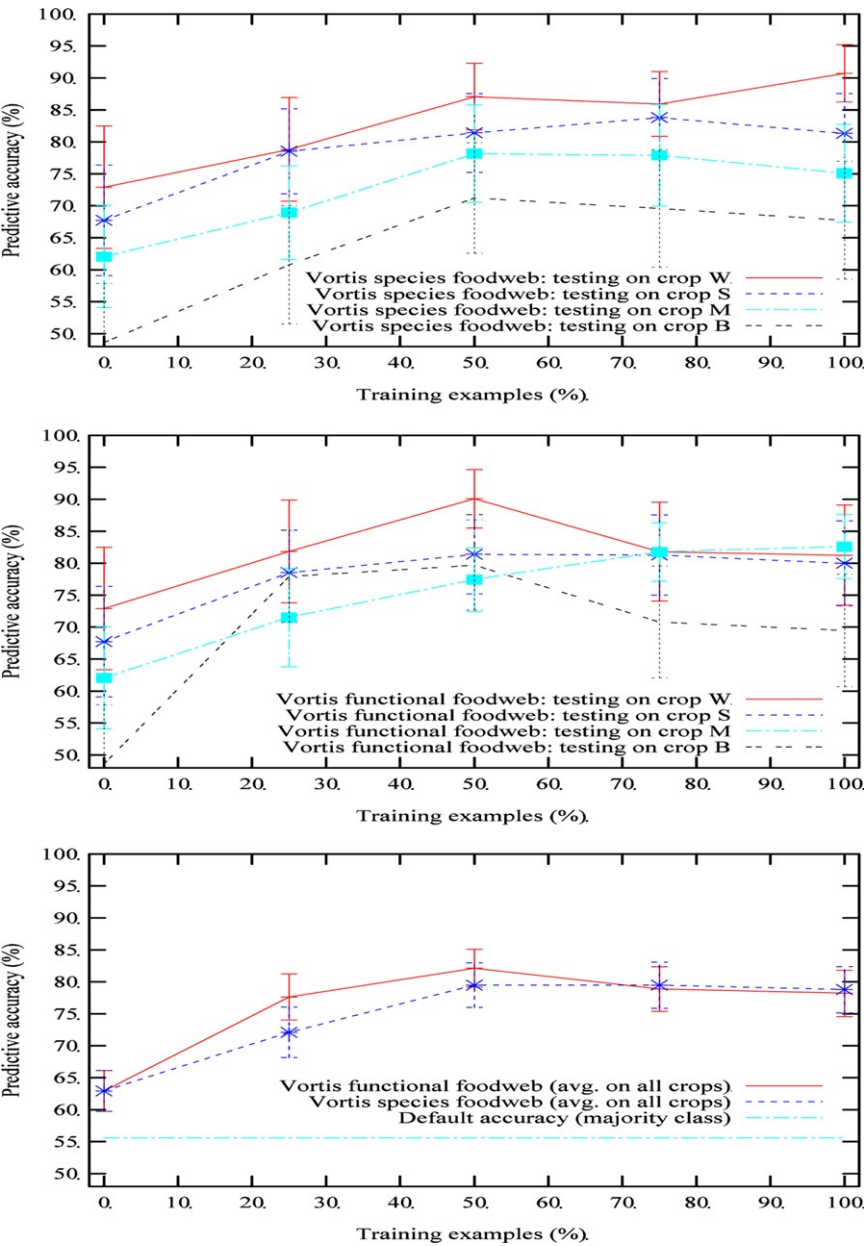 100.
95.
90.
85.
80.
75.
70.
65.
60.
55.
50.
Predictive accuracy (%)
Vortis species foodweb: testing on crop W.
Vortis species foodweb: testing on crop S
Vortis species foodweb: testing on crop M
Vortis species foodweb: testing on crop B
0. 10. 20. 30. 40. 50. 60. 70. 80. 90. 100.
Training examples (%).
100.
95.
90.
85.
80.
75.
70.
65.
60.
55.
50.
Predictive accuracy (%)
Vortis functional foodweb: testing on crop W.
Vortis functional foodweb: testing on crop S
Vortis functional foodweb: testing on crop M
Vortis functional foodweb: testing on crop B
0. 10. 20. 30. 40. 50. 60. 70. 80. 90. 100.
Training examples (%).
100.
95.
90.
85.
80.
75.
70.
65.
60.
55.
50.
Predictive accuracy (%)
Vortis functional foodweb (avg. on all crops).
Vortis species foodweb (avg. on all crops)
Default accuracy (majority class)
0. 10. 20. 30. 40. 50. 60. 70. 80. 90. 100.
Training examples (%).